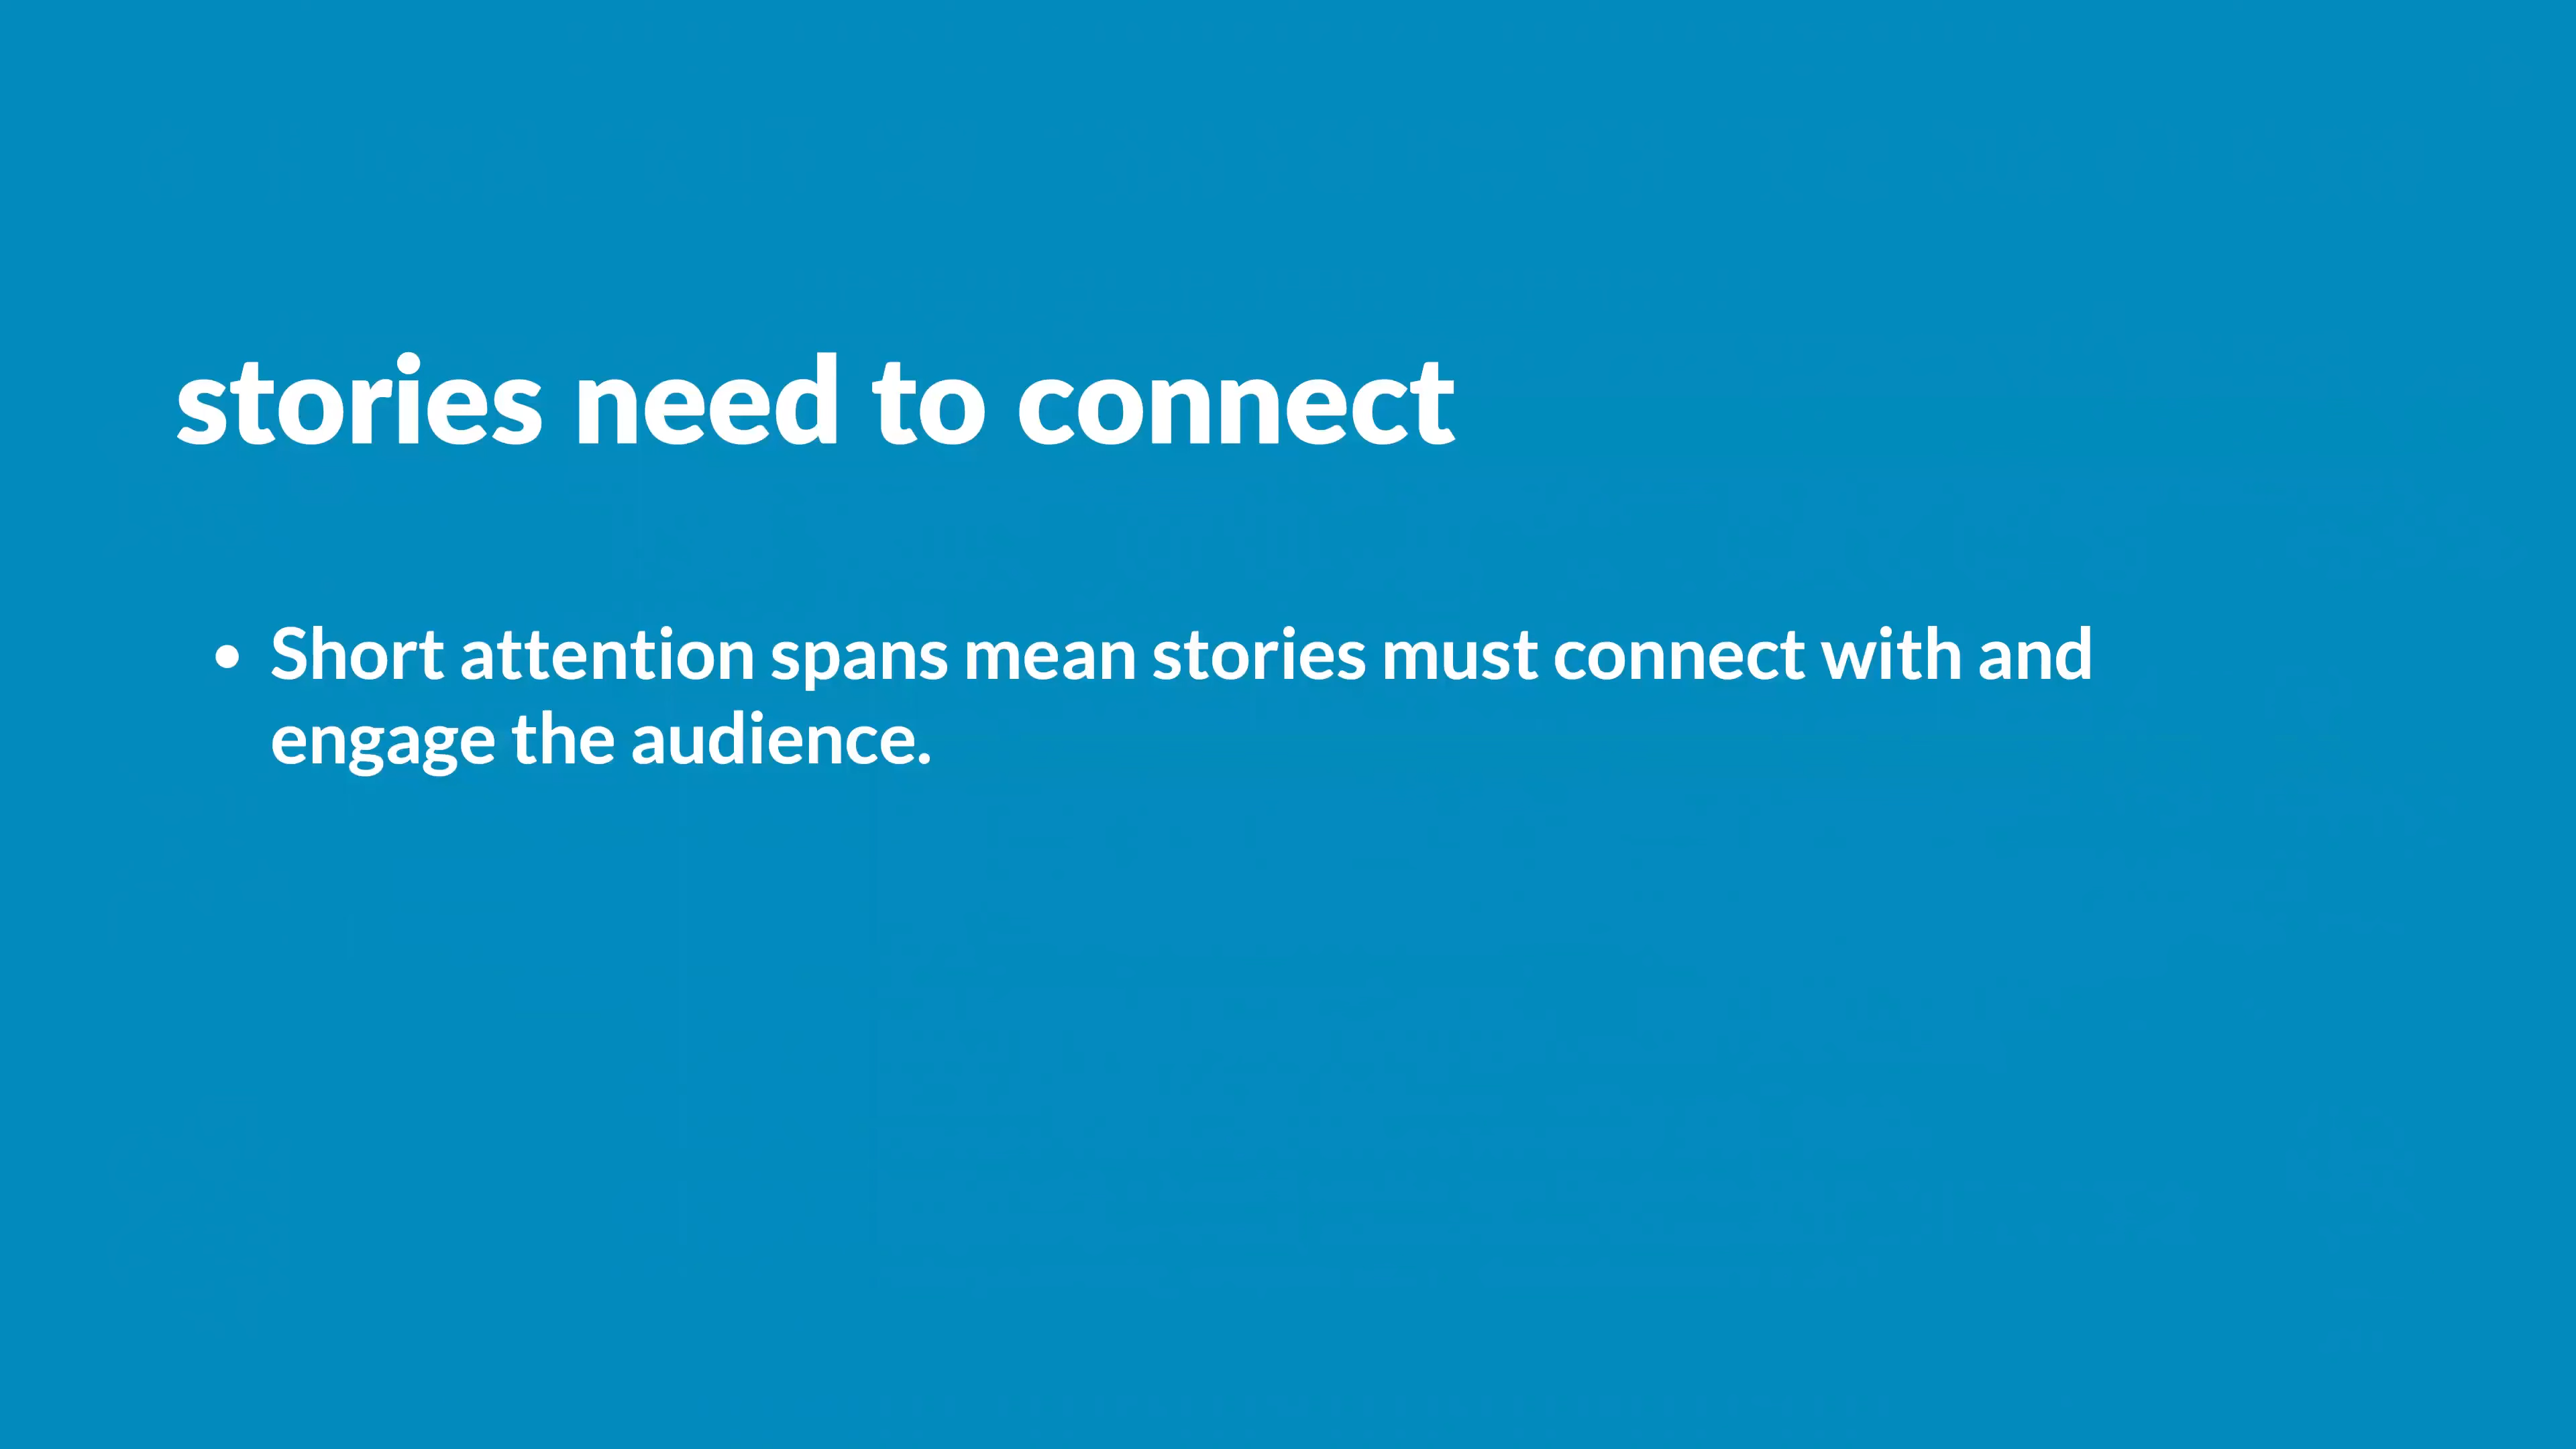 stories need to connect
• Short attention spans mean stories must connect with and
engage the audience.